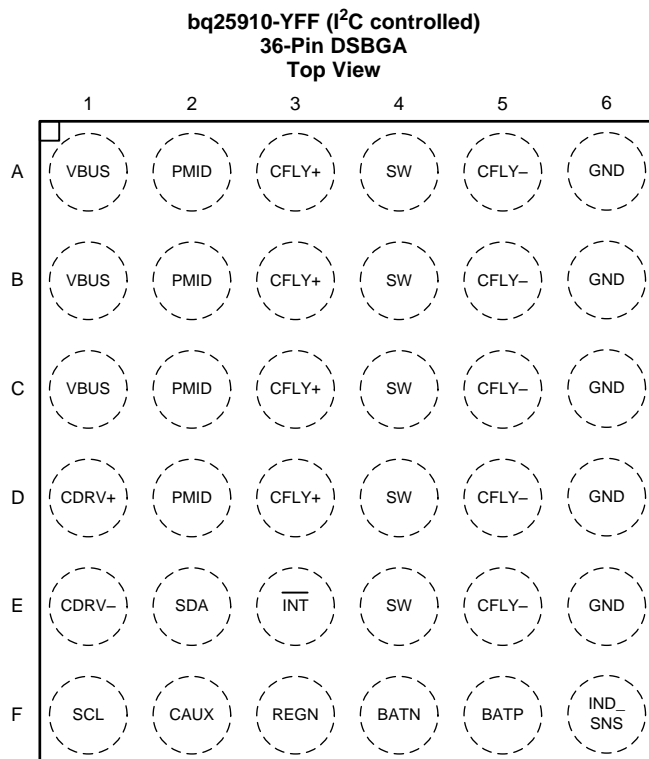 bq25910-YFF (I²C controlled)
36-Pin DSBGA
Top View
1 2 3 4 5 6
A VBUS PMID CFLY+ SW CFLY– GND
B VBUS PMID CFLY+ SW CFLY– GND
C VBUS PMID CFLY+ SW CFLY– GND
D CDRV+ PMID CFLY+ SW CFLY– GND
E CDRV– SDA INT SW CFLY– GND
F SCL CAUX REGN BATN BATP IND_
SNS